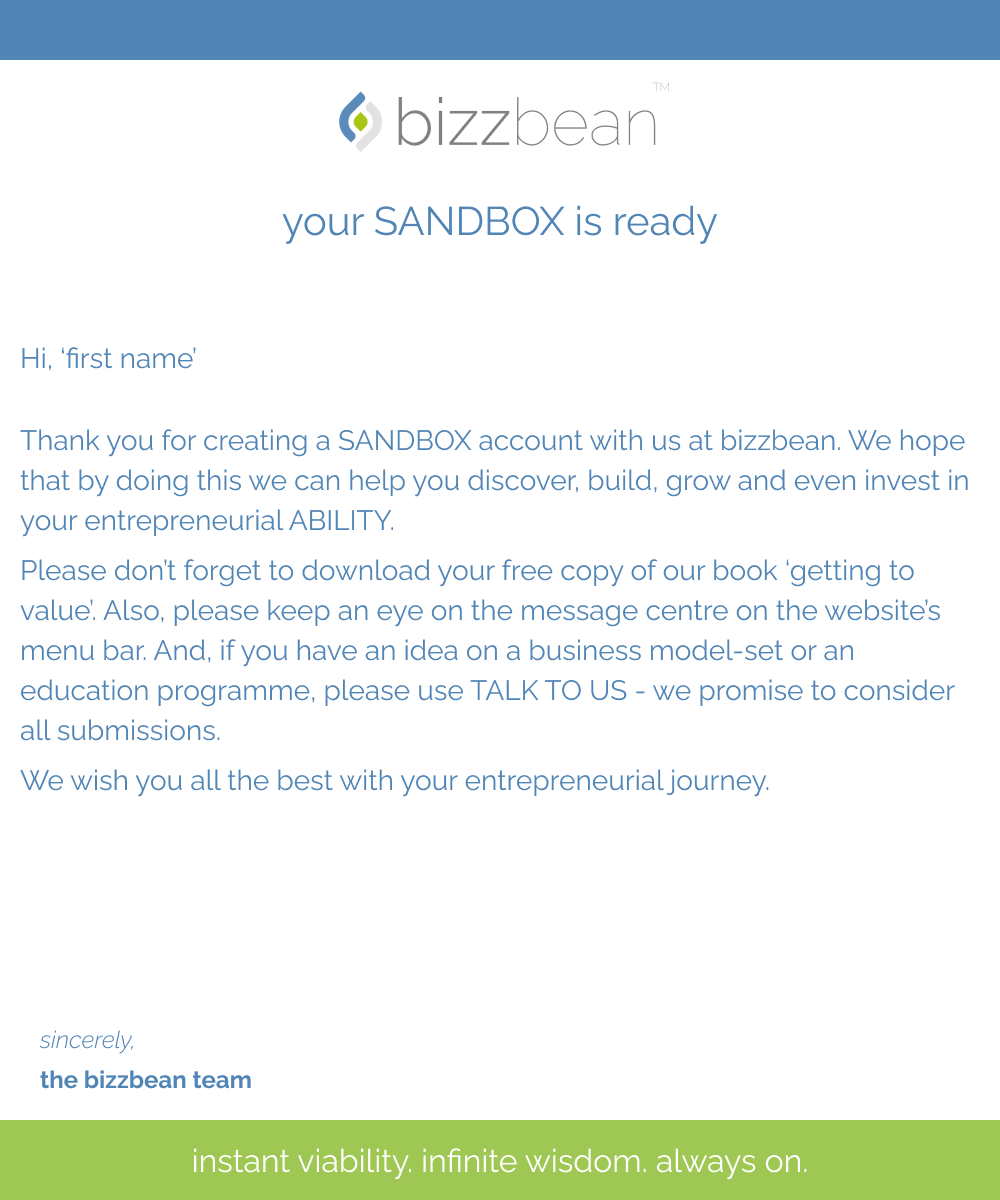 bizzbean™
your SANDBOX is ready
Hi, ‘first name’
Thank you for creating a SANDBOX account with us at bizzbean. We hope
that by doing this we can help you discover, build, grow and even invest in
your entrepreneurial ABILITY.
Please don’t forget to download your free copy of our book ‘getting to
value’. Also, please keep an eye on the message centre on the website’s
menu bar. And, if you have an idea on a business model-set or an
education programme, please use TALK TO US - we promise to consider
all submissions.
We wish you all the best with your entrepreneurial journey.
sincerely,
the bizzbean team
instant viability. infinite wisdom. always on.